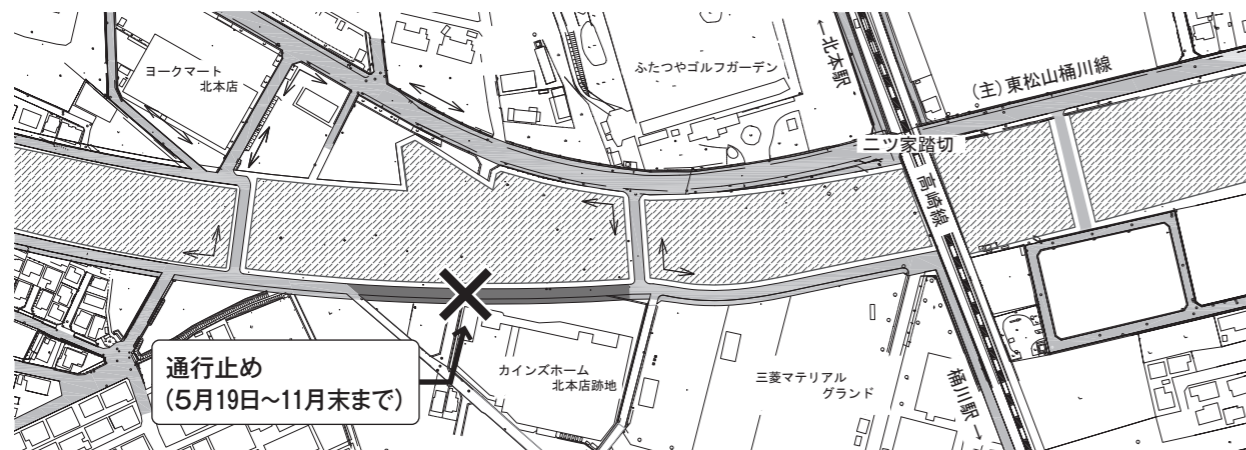 ヨークマート
北本店
ふたつやゴルフガーデン
←北本駅
(主)東松山桶川線
二ツ家踏切
高崎線
通行止め
(5月19日~11月末まで)
カインズホーム
北本店跡地
三菱マテリアル
グランド
桶川駅→